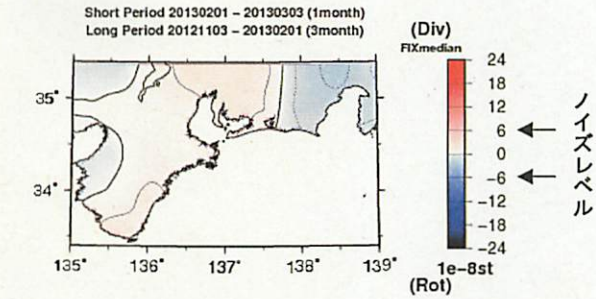 Short Period 20130201 - 20130303 (1month)
Long Period 20121103 - 20130201 (3month)
(Div)
FIXmedian
35°
34°
135° 136° 137° 138° 139°
24
18
12
6
0
-6
-12
-18
-24
1e-8st
(Rot)
ノイズレベル